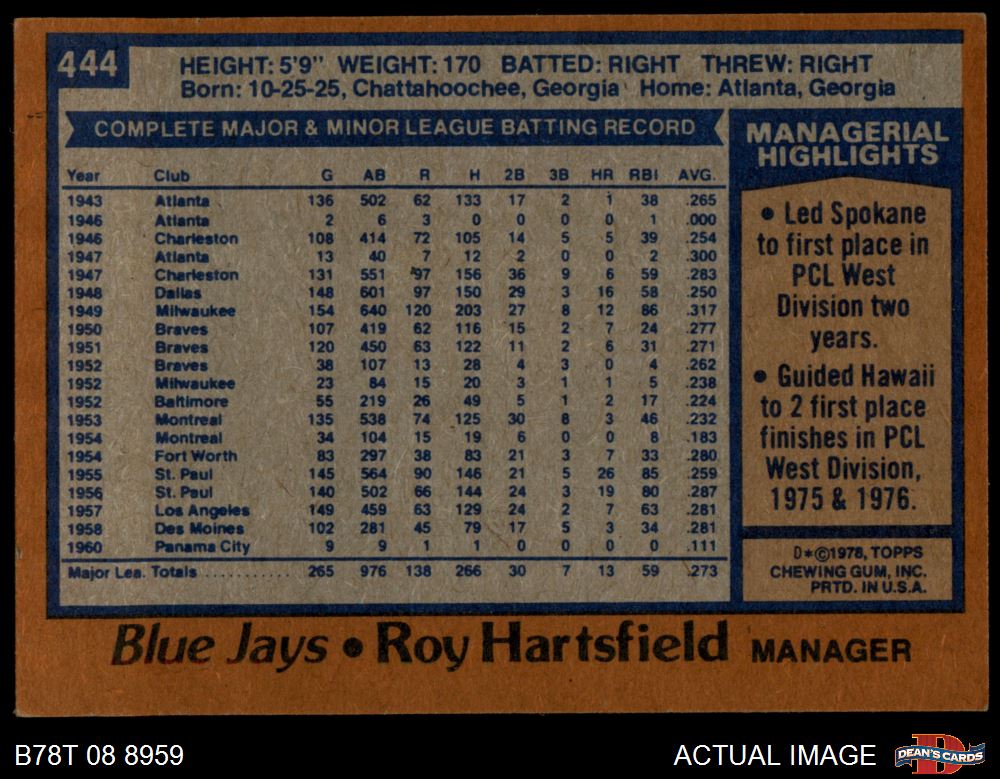 444
HEIGHT: 5'9" WEIGHT: 170 BATTED: RIGHT THREW: RIGHT
Born: 10-25-25, Chattahoochee, Georgia Home: Atlanta, Georgia
COMPLETE MAJOR & MINOR LEAGUE BATTING RECORD
Year Club G AB R H 2B 3B HR RBI AVG.
1943 Atlanta 136 502 62 133 17 2 1 38 .265
1946 Atlanta 2 6 3 0 0 0 0 1 .000
1946 Charleston 108 414 72 105 14 5 5 39 .254
1947 Atlanta 13 40 7 12 2 0 0 2 .300
1947 Charleston 131 551 97 156 36 9 6 59 .283
1948 Dallas 148 601 97 150 29 3 16 58 .250
1949 Milwaukee 154 640 120 203 27 8 12 86 .317
1950 Braves 107 419 62 116 15 2 7 24 .277
1951 Braves 120 450 63 122 11 2 6 31 .271
1952 Braves 38 107 13 28 4 3 0 4 .262
1952 Milwaukee 23 84 15 20 3 1 1 5 .238
1952 Baltimore 55 219 26 49 5 1 2 17 .224
1953 Montreal 135 538 74 125 30 8 3 46 .232
1954 Montreal 34 104 15 19 6 0 0 8 .183
1954 Fort Worth 83 297 38 83 21 3 7 33 .280
1955 St. Paul 145 564 90 146 21 5 26 85 .259
1956 St. Paul 140 502 66 144 24 3 19 80 .287
1957 Los Angeles 149 459 63 129 24 2 7 63 .281
1958 Des Moines 102 281 45 79 17 5 3 34 .281
1960 Panama City 9 9 1 1 0 0 0 0 .111
Major Lea. Totals ............ 265 976 138 266 30 7 13 59 .273
MANAGERIAL
HIGHLIGHTS
• Led Spokane
to first place in
PCL West
Division two
years.
• Guided Hawaii
to 2 first place
finishes in PCL
West Division,
1975 & 1976.
D*©1978, TOPPS
CHEWING GUM, INC.
PRTD. IN U.S.A.
Blue Jays • Roy Hartsfield MANAGER
B78T 08 8959
ACTUAL IMAGE
D
DEAN'S CARDS